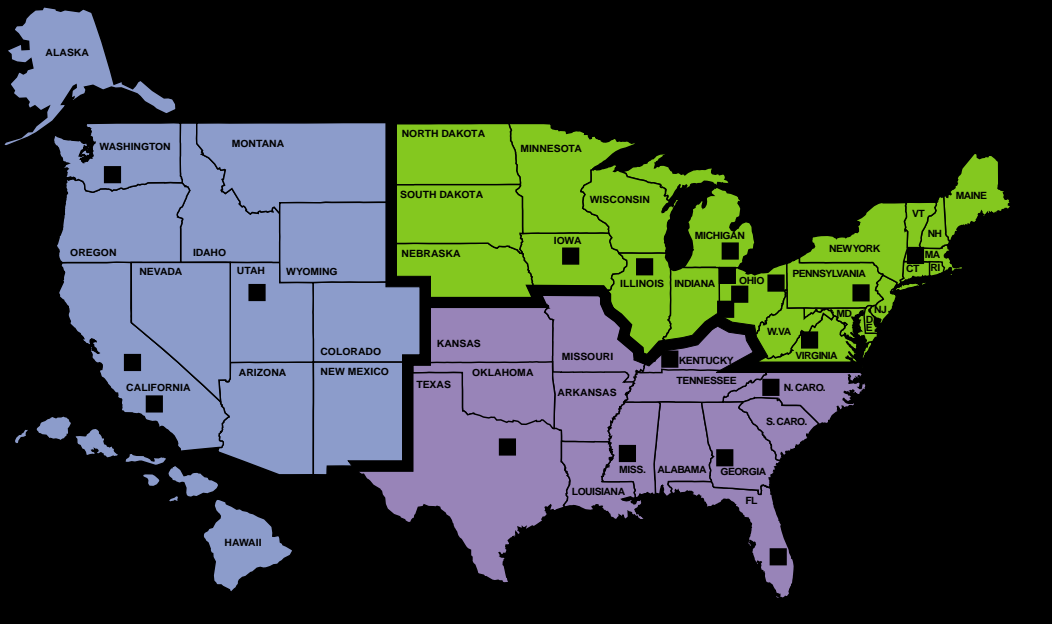 ALASKA
WASHINGTON
MONTANA
NORTH DAKOTA
MINNESOTA
SOUTH DAKOTA
WISCONSIN
MAINE
VT
NH
MICHIGAN
OREGON
IDAHO
NEBRASKA
IOWA
NEW YORK
MA
NEVADA
UTAH
WYOMING
CT
RI
PENNSYLVANIA
ILLINOIS
INDIANA
OHIO
NJ
MD
D
E
W.VA
VIRGINIA
COLORADO
KANSAS
MISSOURI
KENTUCKY
ARIZONA
NEW MEXICO
OKLAHOMA
TEXAS
TENNESSEE
CALIFORNIA
ARKANSAS
N. CARO.
S. CARO.
MISS.
ALABAMA
GEORGIA
LOUISIANA
FL
HAWAII